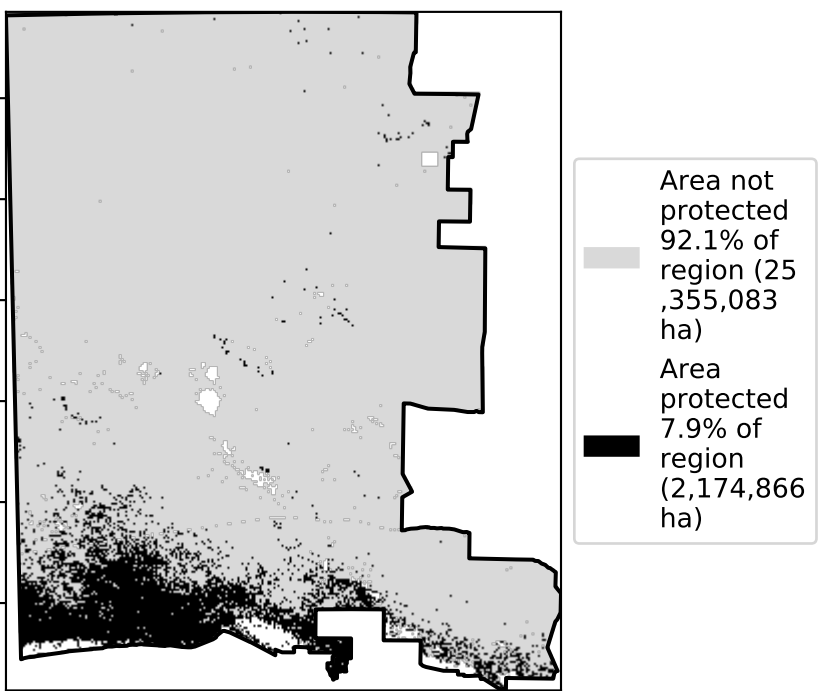 Area not
protected
92.1% of
region (25
,355,083
ha)
Area
protected
7.9% of
region
(2,174,866
ha)